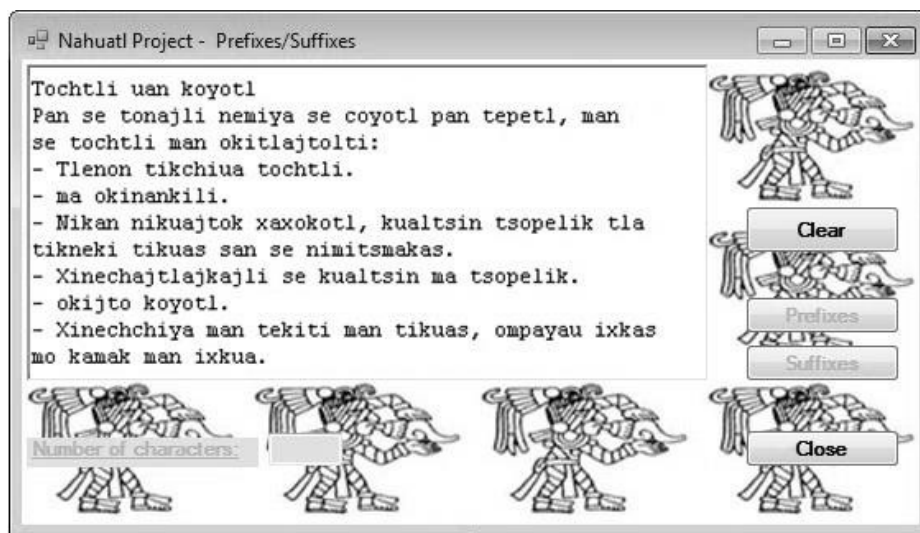 Nahuatl Project - Prefixes/Suffixes
Tochtli uan koyotl
Pan se tonajli nemiya se coyotl pan tepetl, man
se tochtli man okitlajtolti:
- Tlenon tikchiua tochtli.
- ma okinankili.
- Nikan nikuajtok xaxokotl, kualtsin tsopelik tla
tikneki tikuas san se nimitsmakas.
- Xinechajtlajkajli se kualtsin ma tsopelik.
- okijto koyotl.
- Xinechchiya man tekiti man tikuas, ompayau ixkas
mo kamak man ixkua.
Clear
Prefixes
Suffixes
Number of characters:
Close